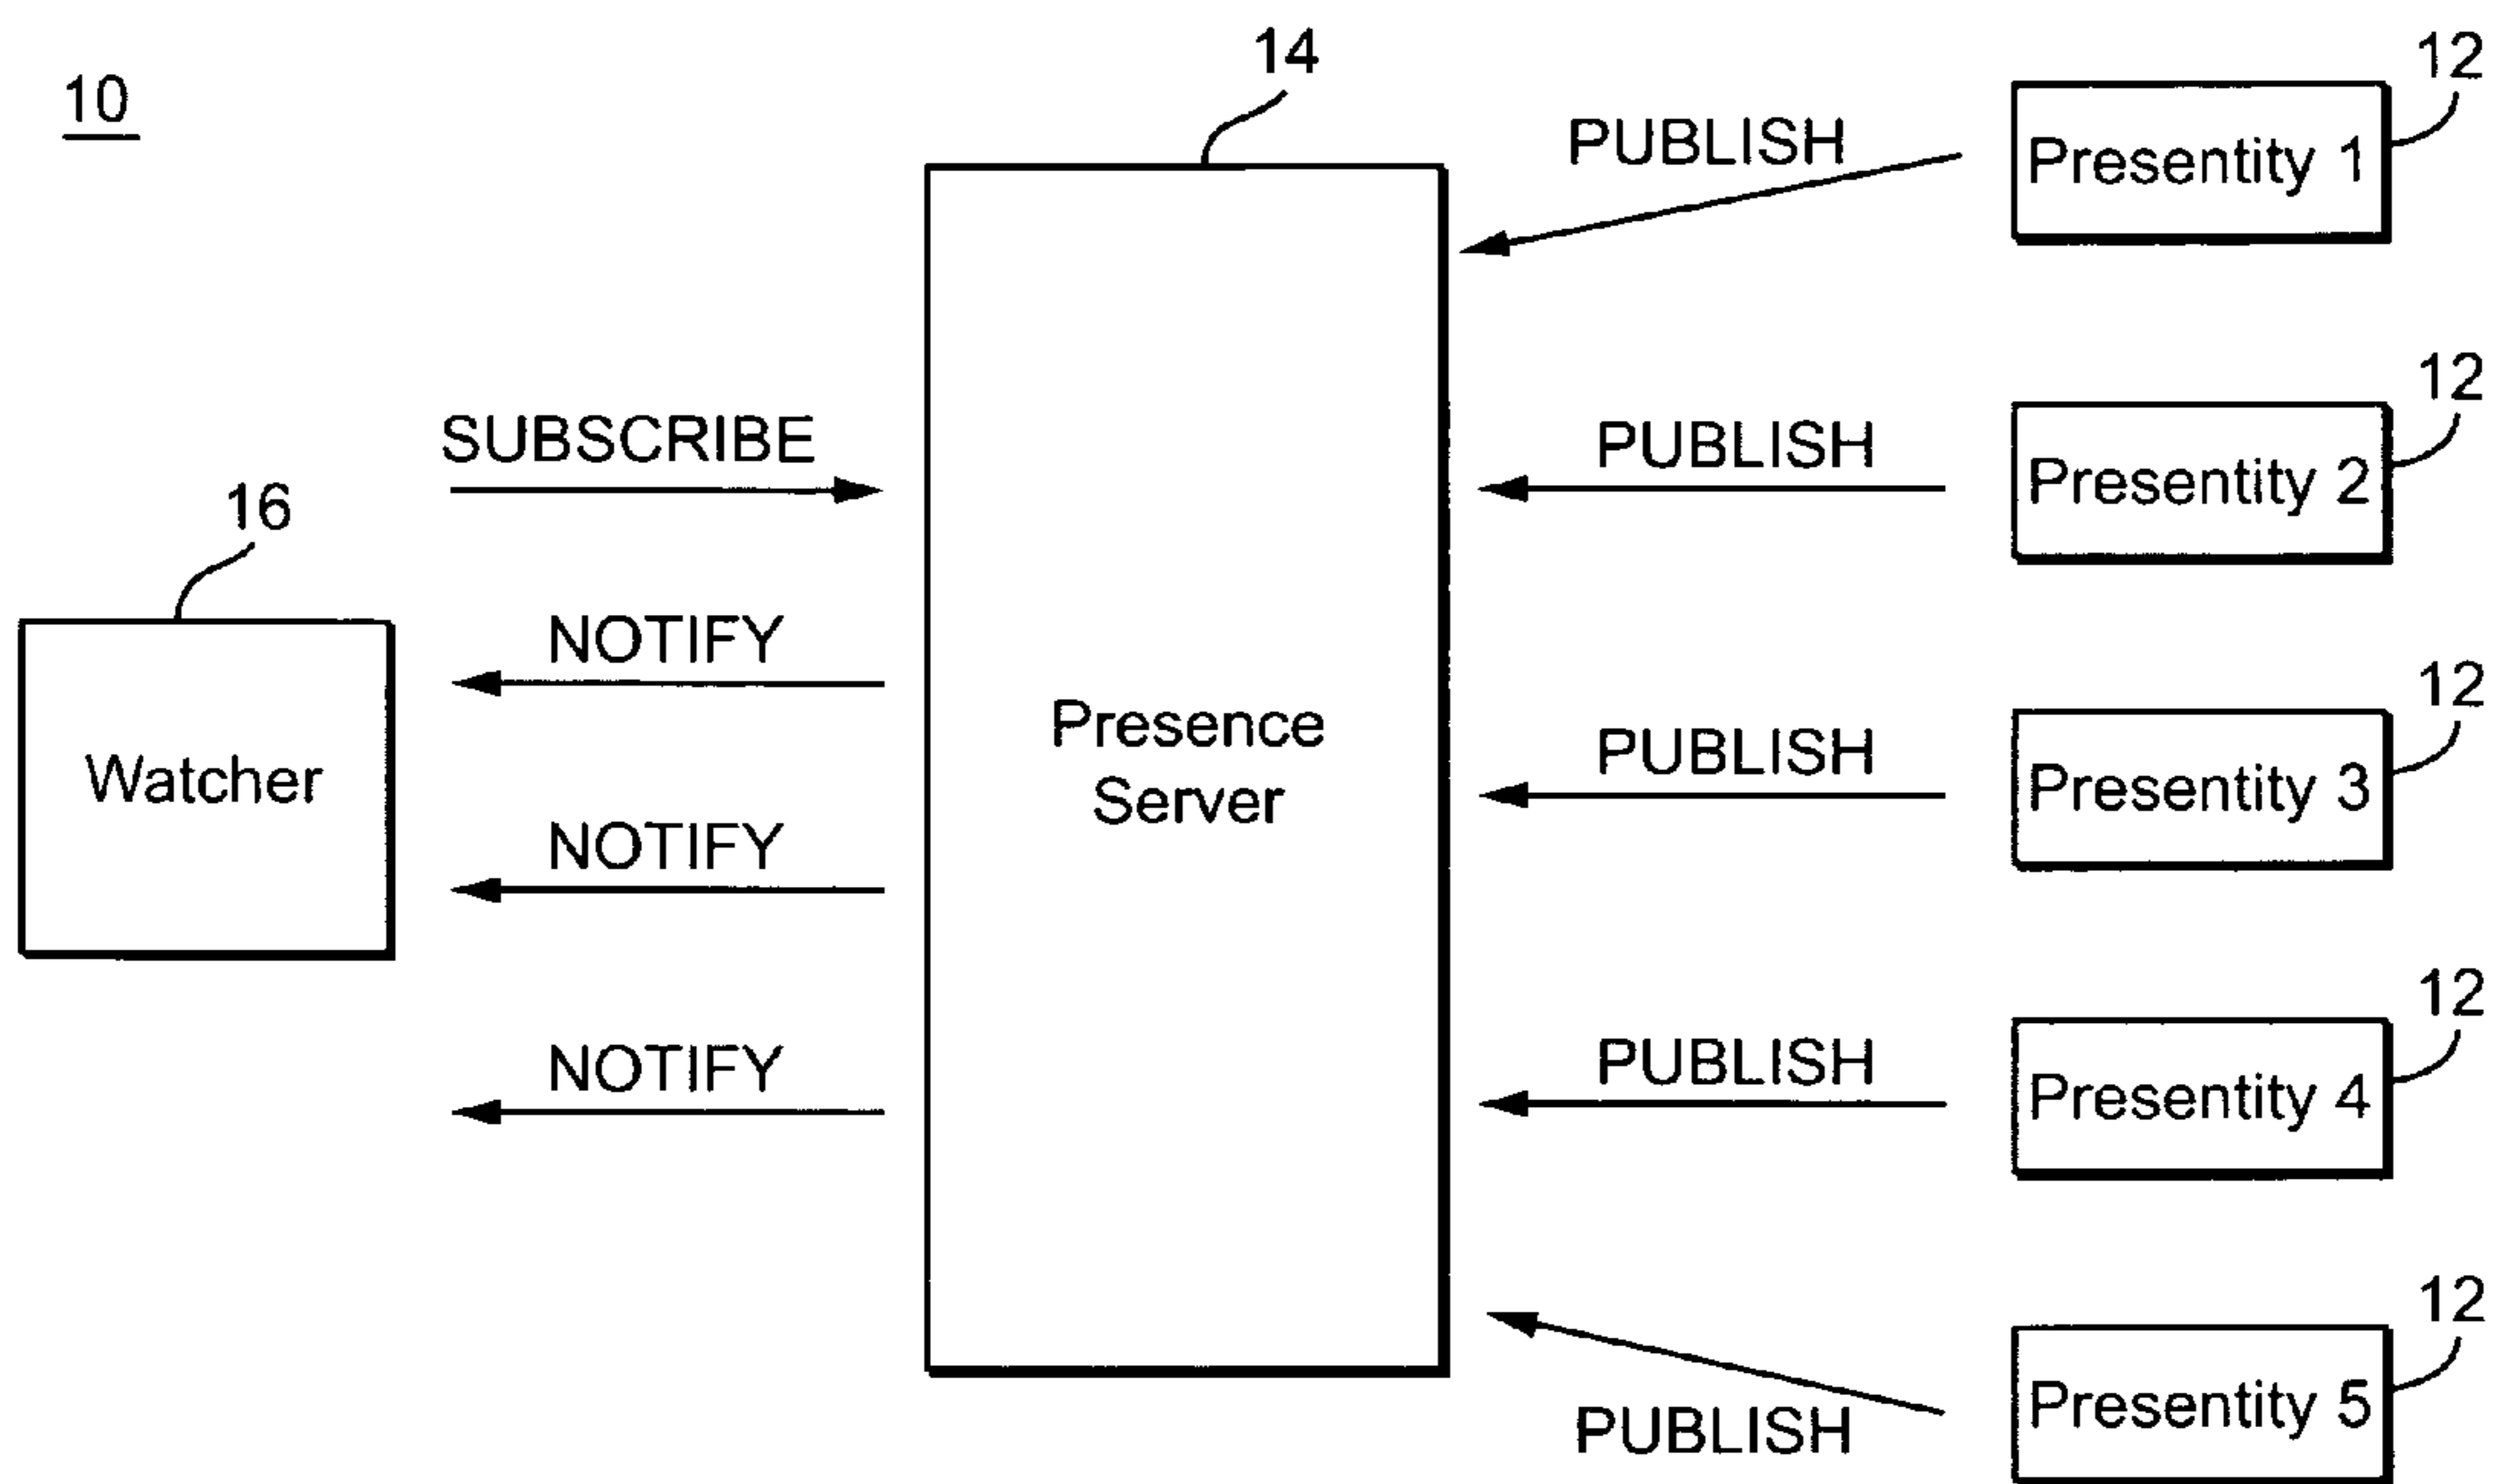 10
14
12
PUBLISH
Presentity 1
12
SUBSCRIBE
PUBLISH
Presentity 2
16
NOTIFY
12
Watcher
Presence
Server
PUBLISH
Presentity 3
NOTIFY
12
NOTIFY
PUBLISH
Presentity 4
12
PUBLISH
Presentity 5